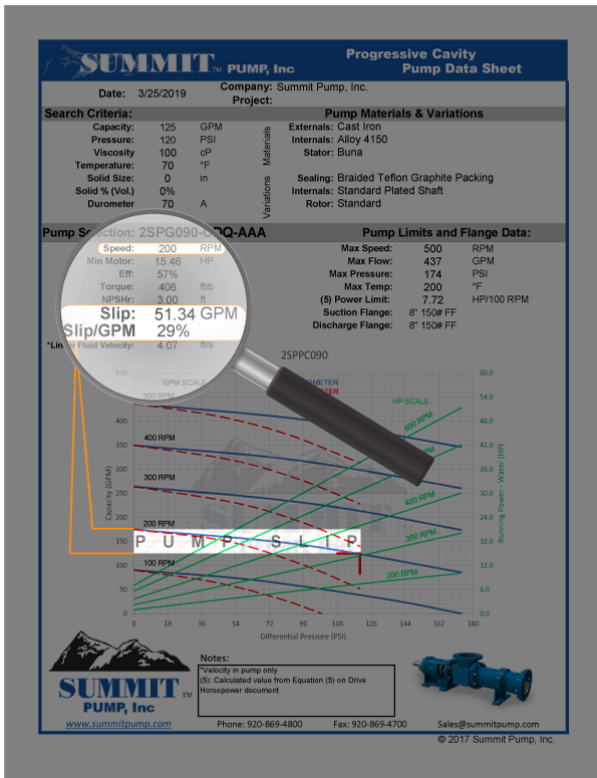 SUMMIT™ PUMP, Inc
Progressive Cavity
Pump Data Sheet
Date: 3/25/2019
Company: Summit Pump, Inc.
Project:
Search Criteria:
Capacity: 125 GPM
Pressure: 120 PSI
Viscosity 100 cP
Temperature: 70 °F
Solid Size: 0 in
Solid % (Vol.) 0%
Durometer 70 A
Pump Materials & Variations
Materials
Externals: Cast Iron
Internals: Alloy 4150
Stator: Buna
Variations
Sealing: Braided Teflon Graphite Packing
Internals: Standard Plated Shaft
Rotor: Standard
Pump Selection: 2SPG090-CDQ-AAA
Speed: 200 RPM
Min Motor: 15.46 HP
Eff: 57%
Torque: 406 ftlb
NPSHr: 3.00 ft
Slip: 51.34 GPM
Slip/GPM 29%
Fluid Velocity: 4.07 ft/s
Pump Limits and Flange Data:
Max Speed: 500 RPM
Max Flow: 437 GPM
Max Pressure: 174 PSI
Max Temp: 200 °F
(5) Power Limit: 7.72 HP/100 RPM
Suction Flange: 8" 150# FF
Discharge Flange: 8" 150# FF
2SPPC090
GPM SCALE
HP SCALE
500 RPM
400 RPM
300 RPM
200 RPM
100 RPM
500 RPM
400 RPM
300 RPM
200 RPM
PUMP SLIP
Capacity (GPM)
500
400
350
300
250
200
150
100
50
0
Running Power - Water (HP)
60.0
54.0
48.0
42.0
36.0
30.0
24.0
18.0
12.0
6.0
0.0
0 18 36 54 72 90 108 126 144 162 180
Differential Pressure (PSI)
Notes:
*Velocity in pump only
(5): Calculated value from Equation (5) on Drive
Horsepower document
SUMMIT™
PUMP, Inc
www.summitpump.com
Phone: 920-869-4800
Fax: 920-869-4700
Sales@summitpump.com
© 2017 Summit Pump, Inc.